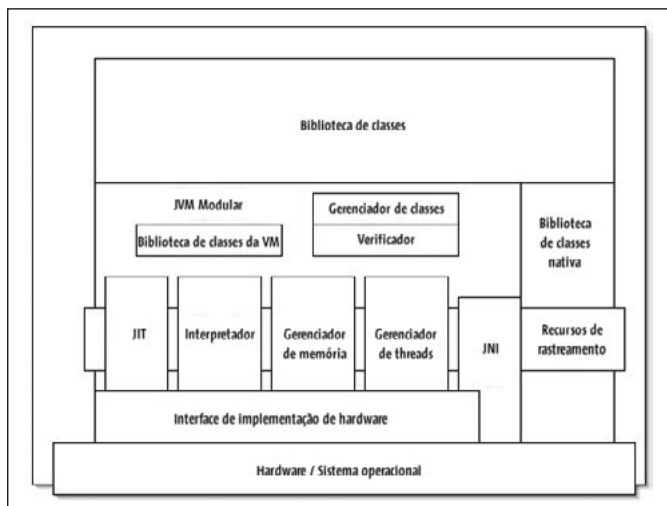 Biblioteca de classes
JVM Modular
Biblioteca de classes da VM
Gerenciador de classes
Verificador
Biblioteca
de classes
nativa
JIT
Interpretador
Gerenciador
de memória
Gerenciador
de threads
JNI
Recursos de
rastreamento
Interface de implementação de hardware
Hardware / Sistema operacional